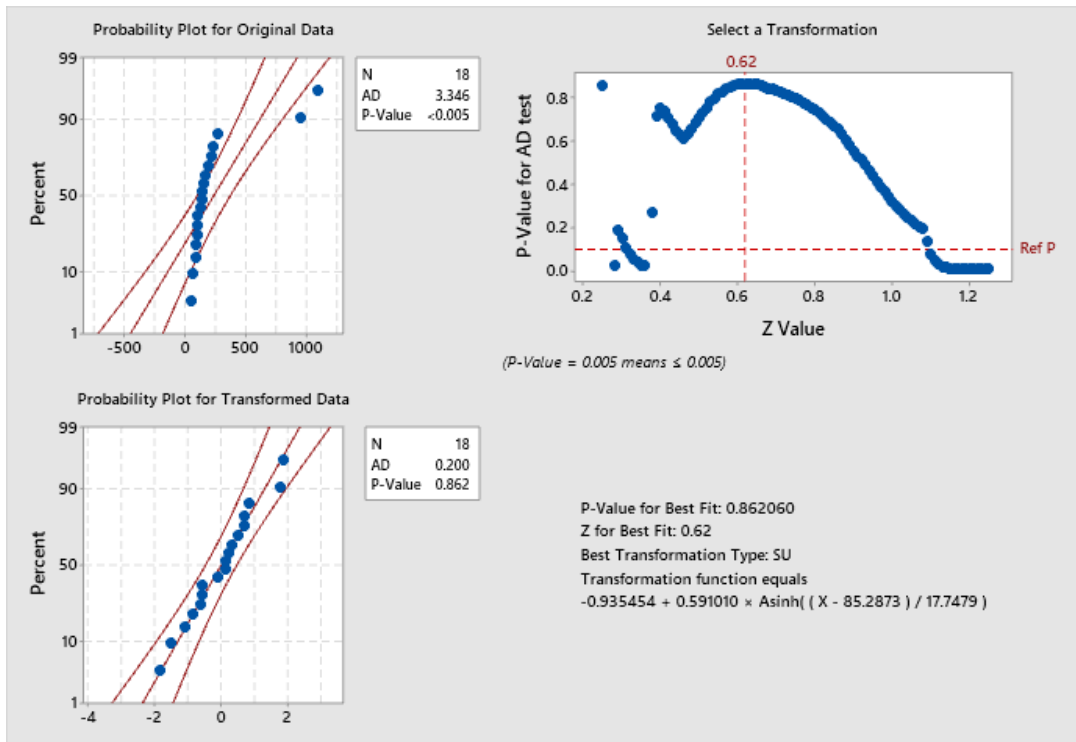 Probability Plot for Original Data
99
90
50
10
1
Percent
-500 0 500 1000
N 18
AD 3.346
P-Value <0.005
Select a Transformation
0.62
0.8
0.6
0.4
0.2
0.0
P-Value for AD test
Ref P
0.2 0.4 0.6 0.8 1.0 1.2
Z Value
(P-Value = 0.005 means ≤ 0.005)
Probability Plot for Transformed Data
99
90
50
10
1
Percent
-4 -2 0 2
N 18
AD 0.200
P-Value 0.862
P-Value for Best Fit: 0.862060
Z for Best Fit: 0.62
Best Transformation Type: SU
Transformation function equals
-0.935454 + 0.591010 × Asinh( ( X - 85.2873 ) / 17.7479 )